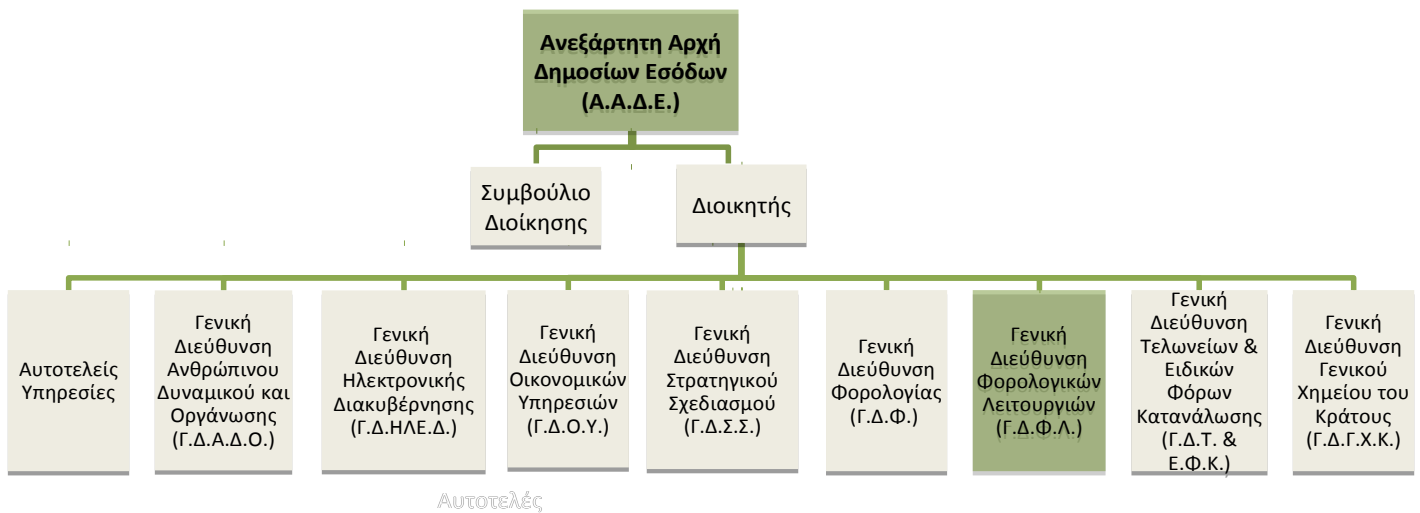 Ανεξάρτητη Αρχή
Δημοσίων Εσόδων
(Α.Α.Δ.Ε.)
Συμβούλιο
Διοίκησης
Διοικητής
Αυτοτελείς
Υπηρεσίες
Γενική
Διεύθυνση
Ανθρώπινου
Δυναμικού και
Οργάνωσης
(Γ.Δ.Α.Δ.Ο.)
Γενική
Διεύθυνση
Ηλεκτρονικής
Διακυβέρνησης
(Γ.Δ.ΗΛΕ.Δ.)
Γενική
Διεύθυνση
Οικονομικών
Υπηρεσιών
(Γ.Δ.Ο.Υ.)
Γενική
Διεύθυνση
Στρατηγικού
Σχεδιασμού
(Γ.Δ.Σ.Σ.)
Γενική
Διεύθυνση
Φορολογίας
(Γ.Δ.Φ.)
Γενική
Διεύθυνση
Φορολογικών
Λειτουργιών
(Γ.Δ.Φ.Λ.)
Γενική
Διεύθυνση
Τελωνείων &
Ειδικών
Φόρων
Κατανάλωσης
(Γ.Δ.Τ. &
Ε.Φ.Κ.)
Γενική
Διεύθυνση
Γενικού
Χημείου του
Κράτους
(Γ.Δ.Γ.Χ.Κ.)
Αυτοτελές